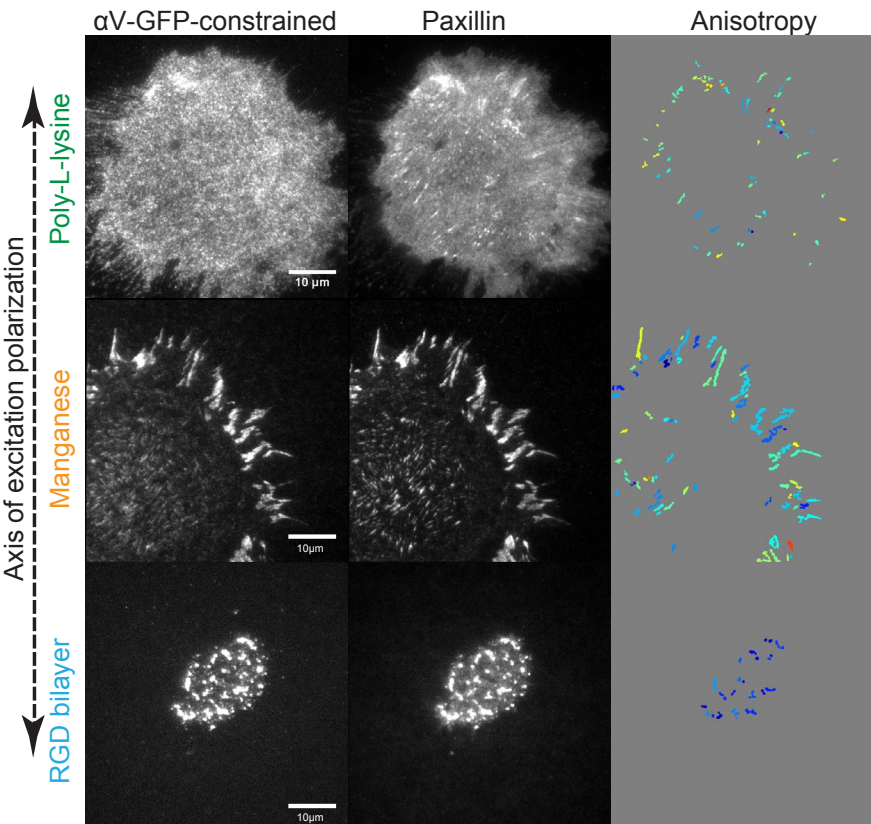 αV-GFP-constrained
Paxillin
Anisotropy
Axis of excitation polarization
Poly-L-lysine
10 µm
Manganese
10µm
RGD bilayer
10µm